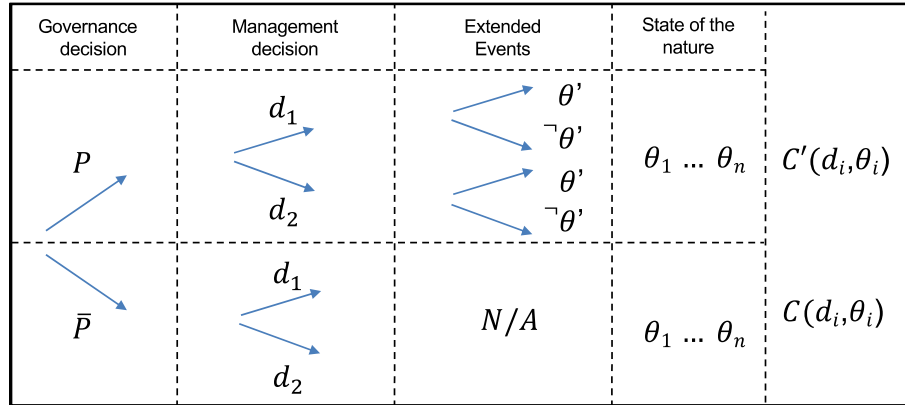 Governance
decision
Management
decision
Extended
Events
State of the
nature
P
d₁
d₂
θ’
¬θ’
θ’
¬θ’
θ₁ … θₙ
C′(dᵢ,θᵢ)
P̄
d₁
d₂
N/A
θ₁ … θₙ
C(dᵢ,θᵢ)